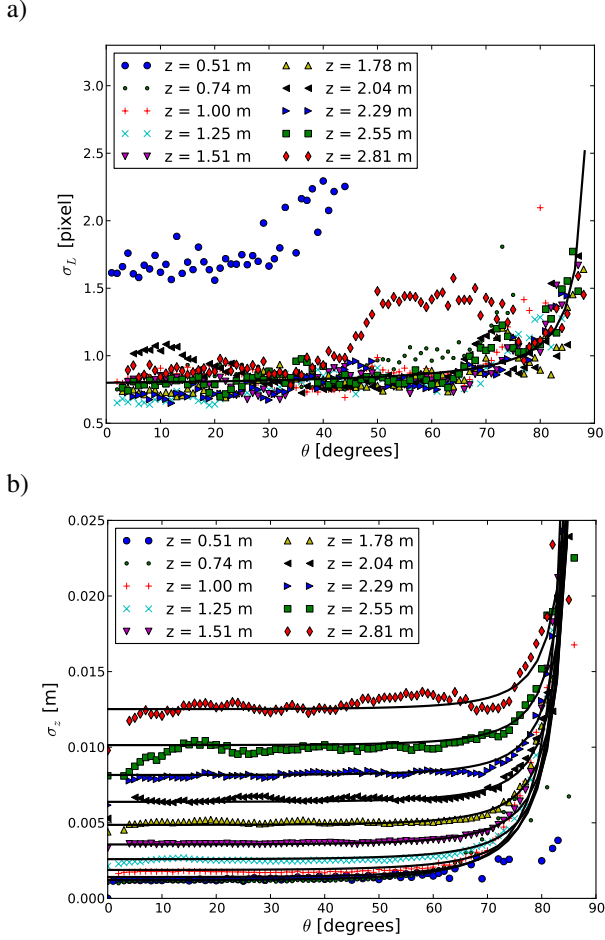 a)
3.0
2.5
2.0
1.5
1.0
0.5
σ_L [pixel]
z = 0.51 m
z = 0.74 m
z = 1.00 m
z = 1.25 m
z = 1.51 m
z = 1.78 m
z = 2.04 m
z = 2.29 m
z = 2.55 m
z = 2.81 m
0 10 20 30 40 50 60 70 80 90
θ [degrees]
b)
0.025
0.020
0.015
0.010
0.005
0.000
σ_z [m]
z = 0.51 m
z = 0.74 m
z = 1.00 m
z = 1.25 m
z = 1.51 m
z = 1.78 m
z = 2.04 m
z = 2.29 m
z = 2.55 m
z = 2.81 m
0 10 20 30 40 50 60 70 80 90
θ [degrees]